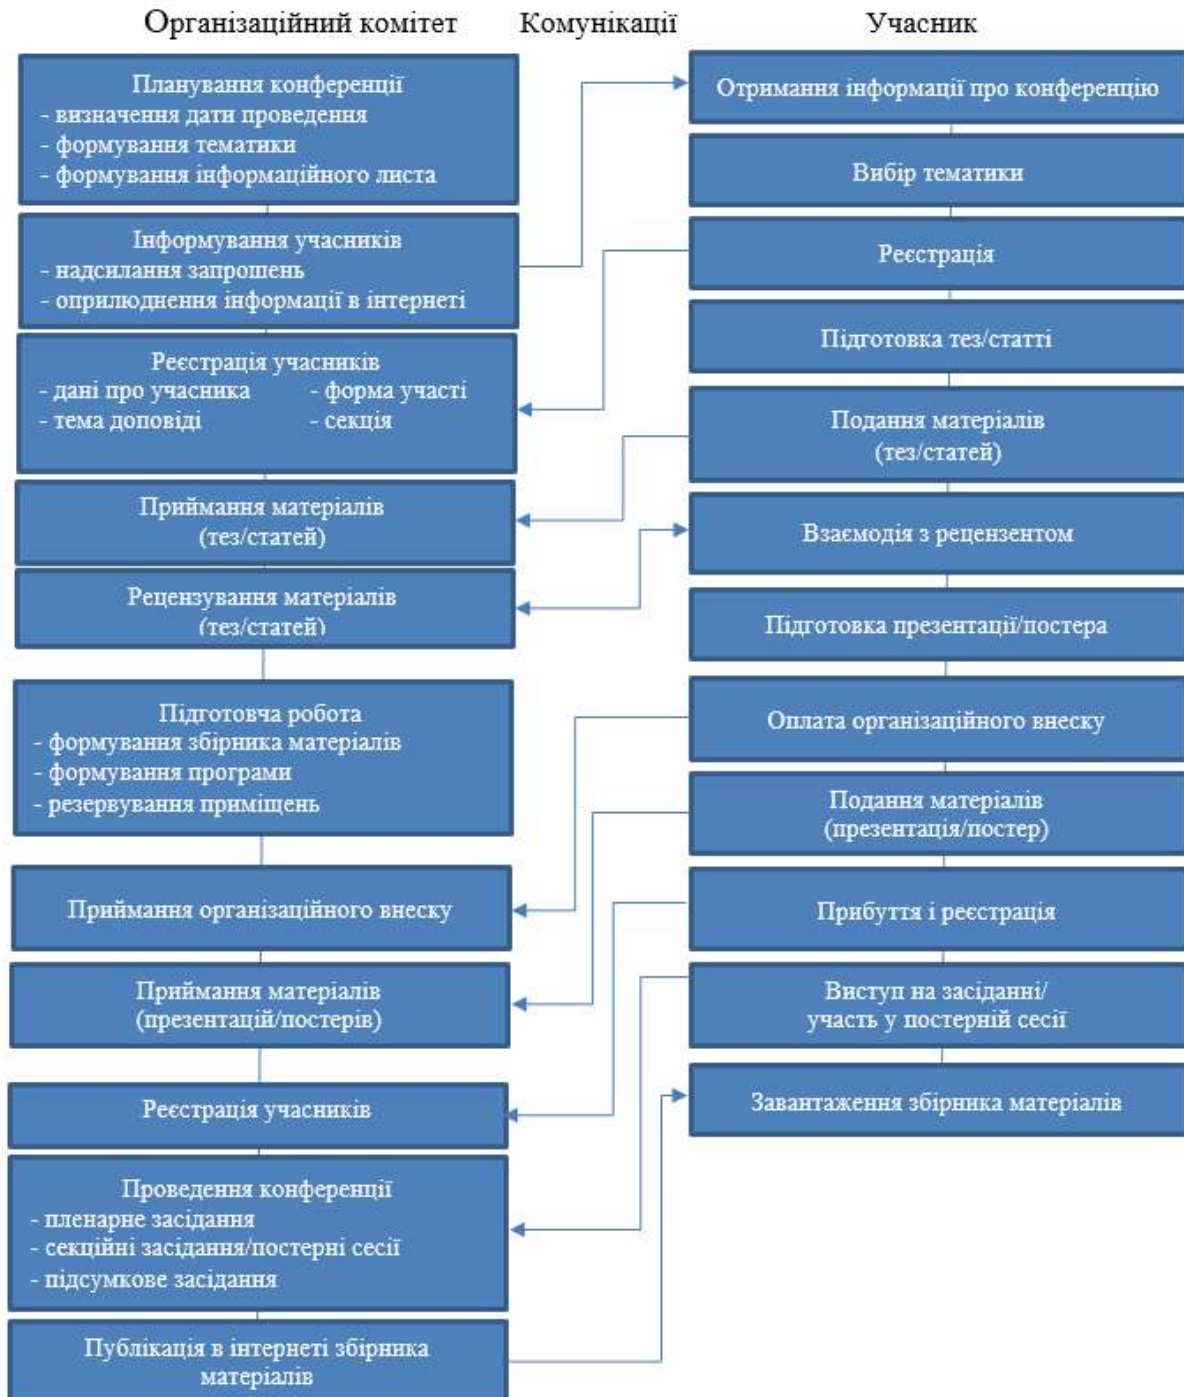 Організаційний комітет
Комунікації
Учасник
Планування конференції
- визначення дати проведення
- формування тематики
- формування інформаційного листа
Інформування учасників
- надсилання запрошень
- оприлюднення інформації в інтернеті
Реєстрація учасників
- дані про учасника - форма участі
- тема доповіді - секція
Приймання матеріалів
(тез/статей)
Рецензування матеріалів
(тез/статей)
Підготовча робота
- формування збірника матеріалів
- формування програми
- резервування приміщень
Приймання організаційного внеску
Приймання матеріалів
(презентацій/постерів)
Реєстрація учасників
Проведення конференції
- пленарне засідання
- секційні засідання/постерні сесії
- підсумкове засідання
Публікація в інтернеті збірника
матеріалів
Отримання інформації про конференцію
Вибір тематики
Реєстрація
Підготовка тез/статті
Подання матеріалів
(тез/статей)
Взаємодія з рецензентом
Підготовка презентації/постера
Оплата організаційного внеску
Подання матеріалів
(презентація/постер)
Прибуття і реєстрація
Виступ на засіданні/
участь у постерній сесії
Завантаження збірника матеріалів